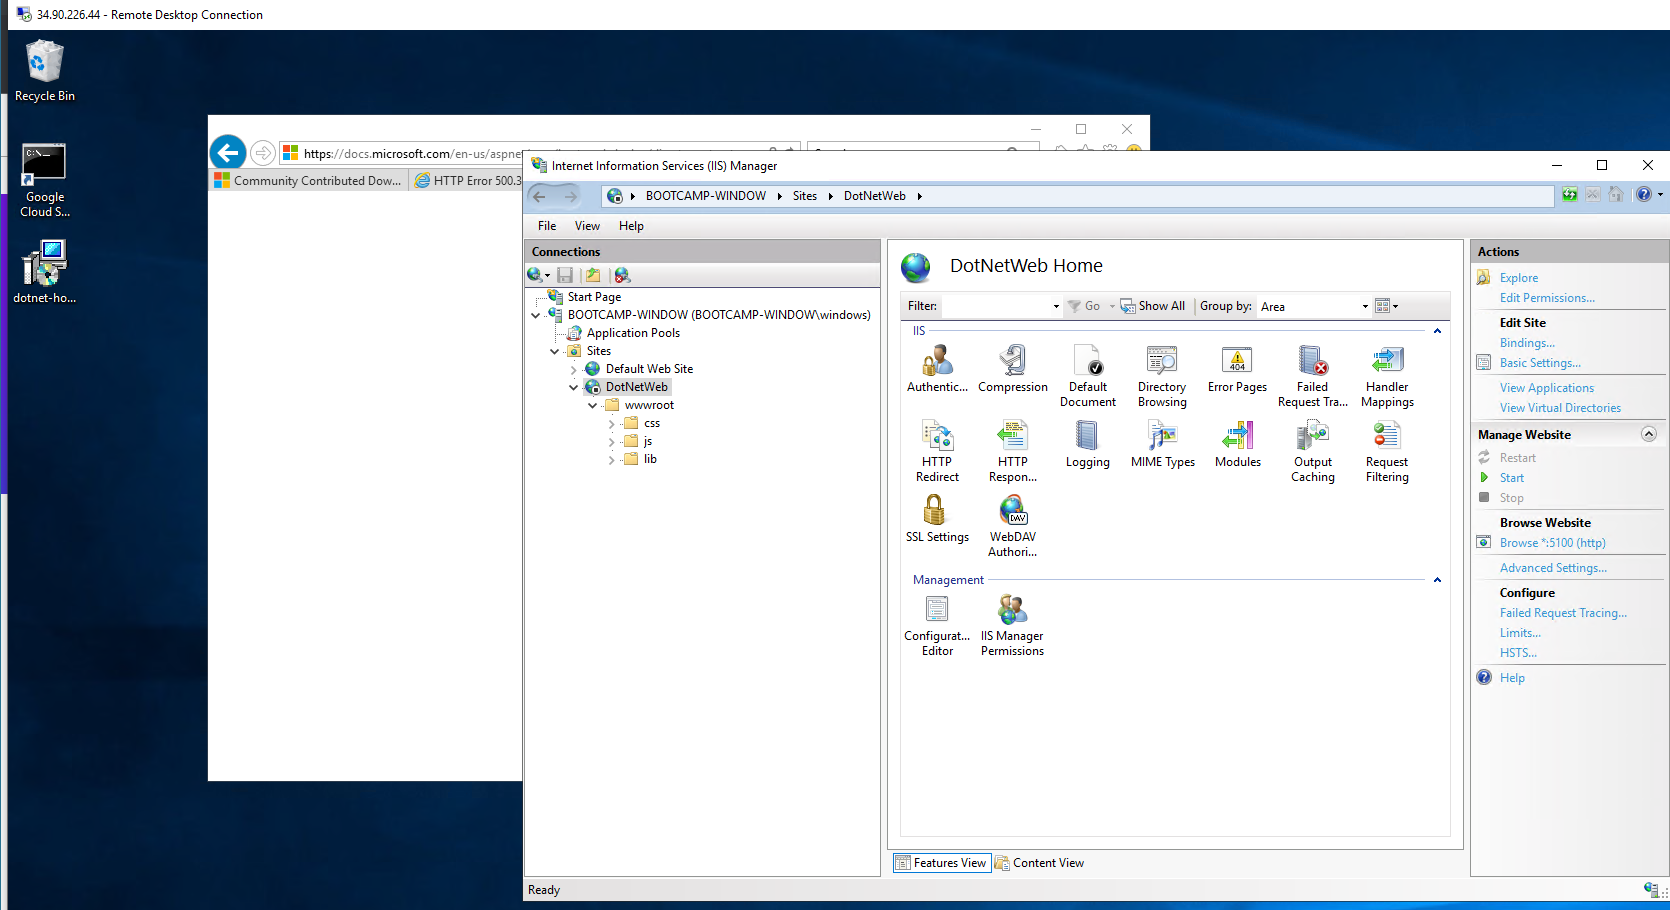 34.90.226.44 - Remote Desktop Connection
Recycle Bin
Google
Cloud S...
dotnet-ho...
https://docs.microsoft.com/en-us/aspnet
Community Contributed Dow...
HTTP Error 500.3
Internet Information Services (IIS) Manager
BOOTCAMP-WINDOW
Sites
DotNetWeb
File
View
Help
Connections
Start Page
BOOTCAMP-WINDOW (BOOTCAMP-WINDOW\windows)
Application Pools
Sites
Default Web Site
DotNetWeb
wwwroot
css
js
lib
DotNetWeb Home
Filter:
Go
Show All
Group by:
Area
IIS
Authentic...
Compression
Default
Document
Directory
Browsing
Error Pages
404
Failed
Request Tra...
Handler
Mappings
HTTP
Redirect
HTTP
Respon...
Logging
MIME Types
Modules
Output
Caching
Request
Filtering
SSL Settings
DAV
WebDAV
Authori...
Management
Configurat...
Editor
IIS Manager
Permissions
Features View
Content View
Actions
Explore
Edit Permissions...
Edit Site
Bindings...
Basic Settings...
View Applications
View Virtual Directories
Manage Website
Restart
Start
Stop
Browse Website
Browse *:5100 (http)
Advanced Settings...
Configure
Failed Request Tracing...
Limits...
HSTS...
Help
Ready